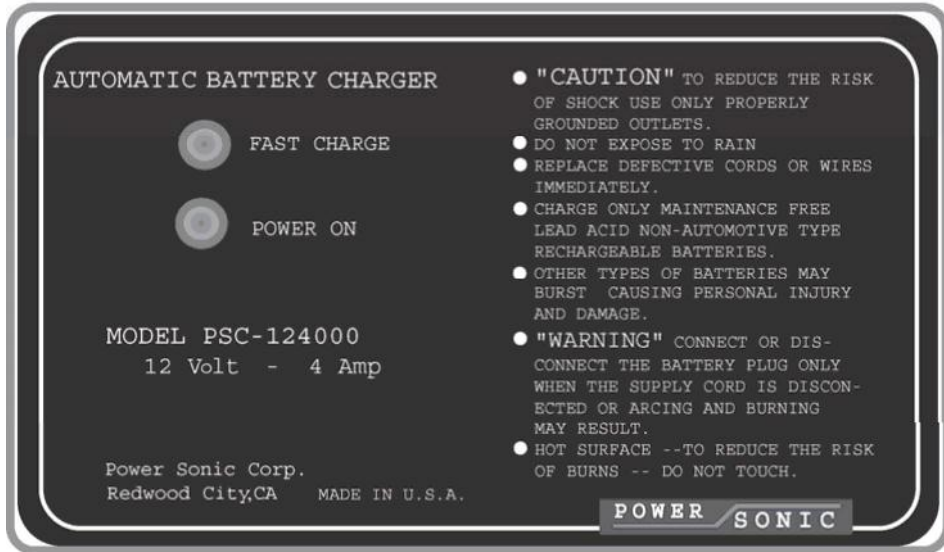 AUTOMATIC BATTERY CHARGER
FAST CHARGE
POWER ON
MODEL PSC-124000
12 Volt - 4 Amp
Power Sonic Corp.
Redwood City,CA MADE IN U.S.A.
"CAUTION" TO REDUCE THE RISK
OF SHOCK USE ONLY PROPERLY
GROUNDED OUTLETS.
DO NOT EXPOSE TO RAIN
REPLACE DEFECTIVE CORDS OR WIRES
IMMEDIATELY.
CHARGE ONLY MAINTENANCE FREE
LEAD ACID NON-AUTOMOTIVE TYPE
RECHARGEABLE BATTERIES.
OTHER TYPES OF BATTERIES MAY
BURST CAUSING PERSONAL INJURY
AND DAMAGE.
"WARNING" CONNECT OR DIS-
CONNECT THE BATTERY PLUG ONLY
WHEN THE SUPPLY CORD IS DISCON-
ECTED OR ARCING AND BURNING
MAY RESULT.
HOT SURFACE --TO REDUCE THE RISK
OF BURNS -- DO NOT TOUCH.
POWER SONIC